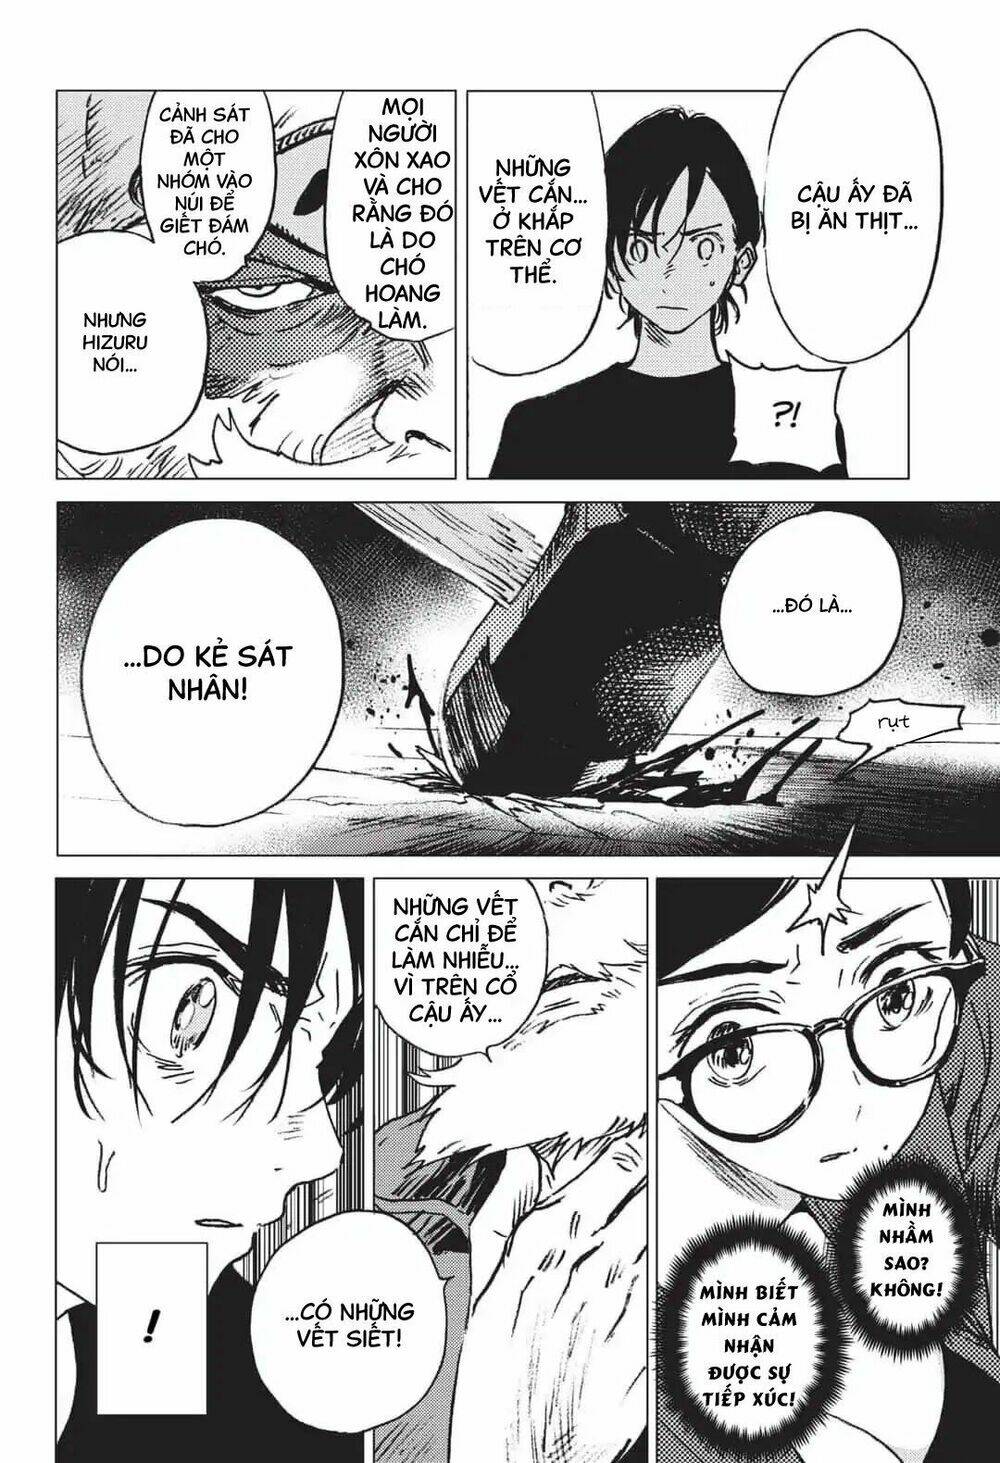 CẬU ẤY ĐÃ
BỊ ĂN THỊT...
NHỮNG
VẾT CẮN...
Ở KHẮP
TRÊN CƠ
THỂ.
?!
MỌI
NGƯỜI
XÔN XAO
VÀ CHO
RẰNG ĐÓ
LÀ DO
CHÓ
HOANG
LÀM.
CẢNH SÁT
ĐÃ CHO
MỘT
NHÓM VÀO
NÚI ĐỂ
GIẾT ĐÁM
CHÓ.
NHƯNG
HIZURU
NÓI...
...ĐÓ LÀ...
rụt
...DO KẺ SÁT
NHÂN!
MÌNH
NHẦM
SAO?
KHÔNG!
MÌNH BIẾT
MÌNH CẢM
NHẬN
ĐƯỢC SỰ
TIẾP XÚC!
NHỮNG VẾT
CẮN CHỈ ĐỂ
LÀM NHIỄU...
VÌ TRÊN CỔ
CẬU ẤY...
...CÓ NHỮNG
VẾT SIẾT!
!